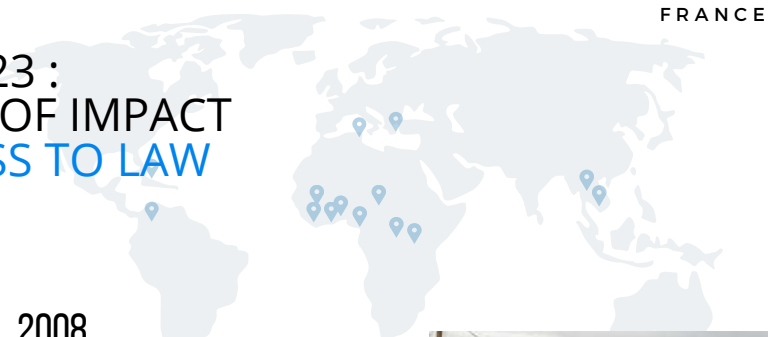 FRANCE
23 :
OF IMPACT
SS TO LAW
2008